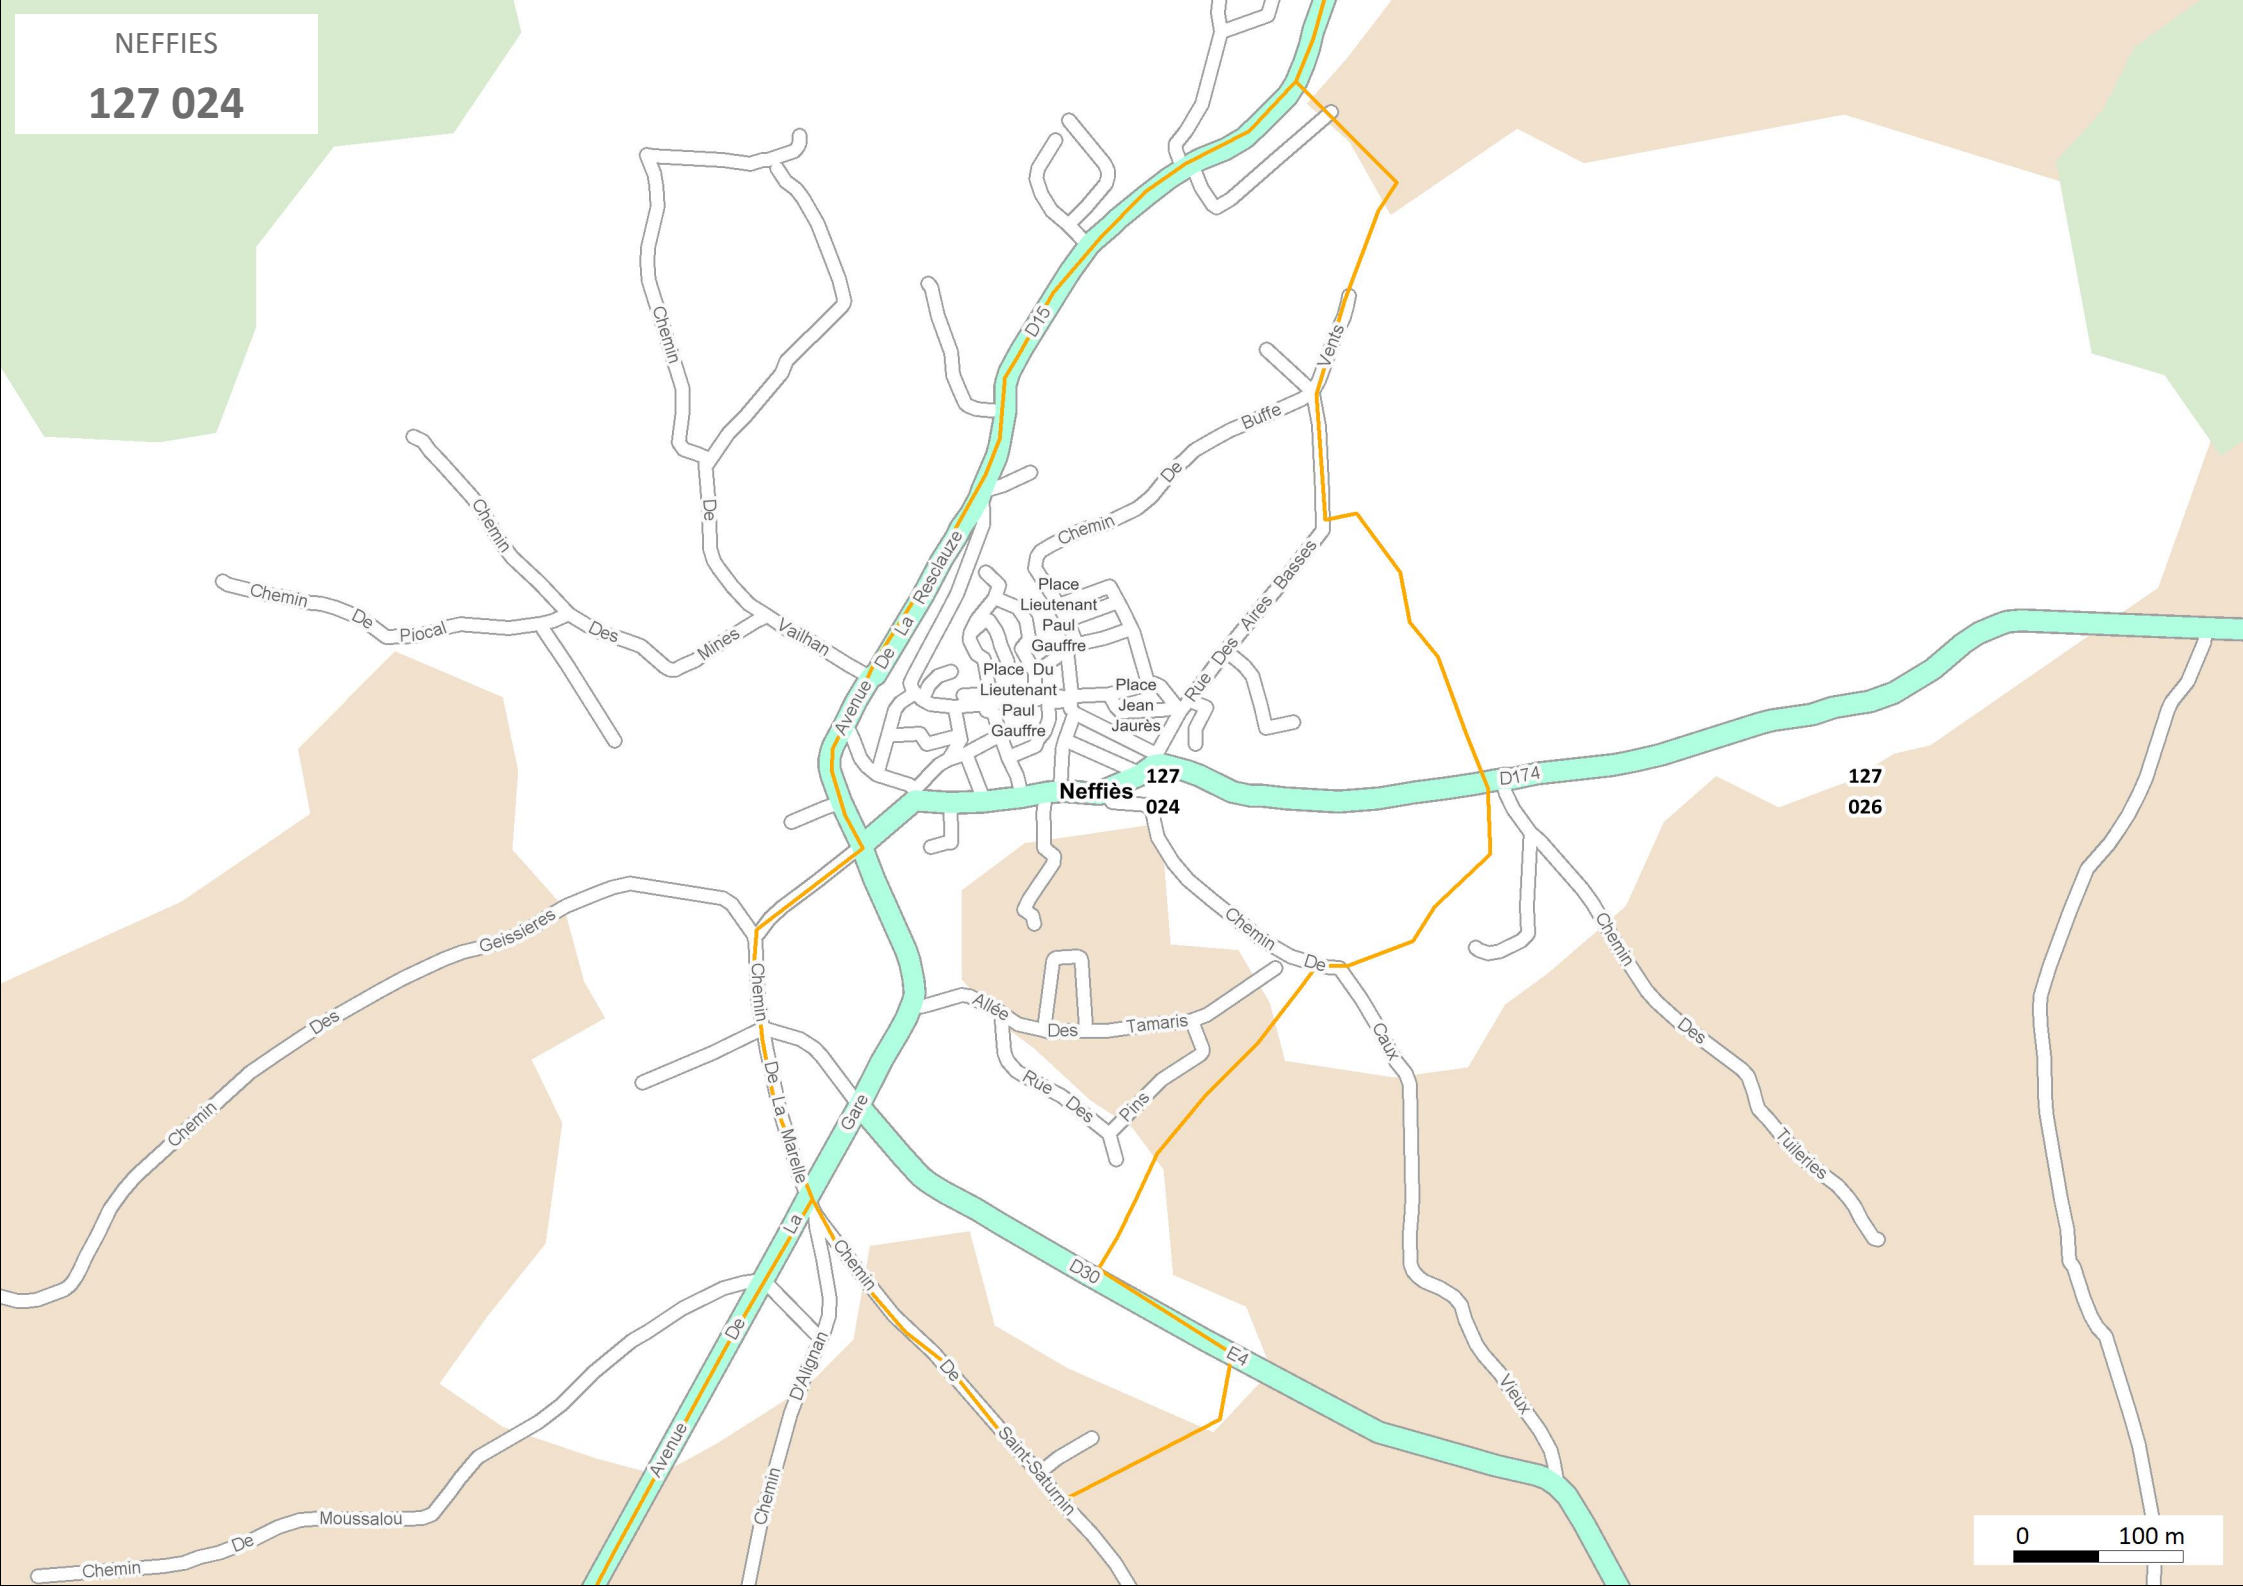 NEFFIES
127 024
D15
Chemin
De
Vailhan
Vents
Chemin
De
Buffe
Chemin
Des
Mines
Chemin
De
Piocal
Avenue
De
La
Resclauze
Rue
Des
Aires
Basses
Place
Lieutenant
Paul
Gauffre
Place Du
Lieutenant
Paul
Gauffre
Place
Jean
Jaurès
Neffiès
127
024
D174
127
026
Chemin
Des
Geissieres
Chemin
De
La
Marelle
Chemin
De
Caux
Vieux
Chemin
Des
Tuileries
Allée
Des
Tamaris
Rue
Des
Pins
Avenue
De
La
Gare
D30
E4
Chemin
De
Saint-Saturnin
Chemin
D'Alignan
Chemin
De
Moussalou
0 100 m